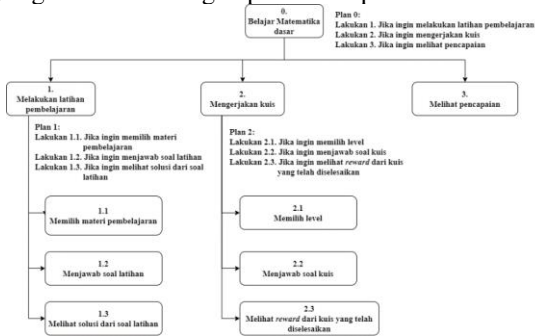 0.
Belajar Matematika
dasar
Plan 0:
Lakukan 1. Jika ingin melakukan latihan pembelajaran
Lakukan 2. Jika ingin mengerjakan kuis
Lakukan 3. Jika ingin melihat pencapaian
1.
Melakukan latihan
pembelajaran
2.
Mengerjakan kuis
3.
Melihat pencapaian
Plan 1:
Lakukan 1.1. Jika ingin memilih materi
pembelajaran
Lakukan 1.2. Jika ingin menjawab soal latihan
Lakukan 1.3. Jika ingin melihat solusi dari soal
latihan
Plan 2:
Lakukan 2.1. Jika ingin memilih level
Lakukan 2.2. Jika ingin menjawab soal kuis
Lakukan 2.3. Jika ingin melihat reward dari kuis
yang telah diselesaikan
1.1
Memilih materi pembelajaran
1.2
Menjawab soal latihan
1.3
Melihat solusi dari soal latihan
2.1
Memilih level
2.2
Menjawab soal kuis
2.3
Melihat reward dari kuis yang telah
diselesaikan